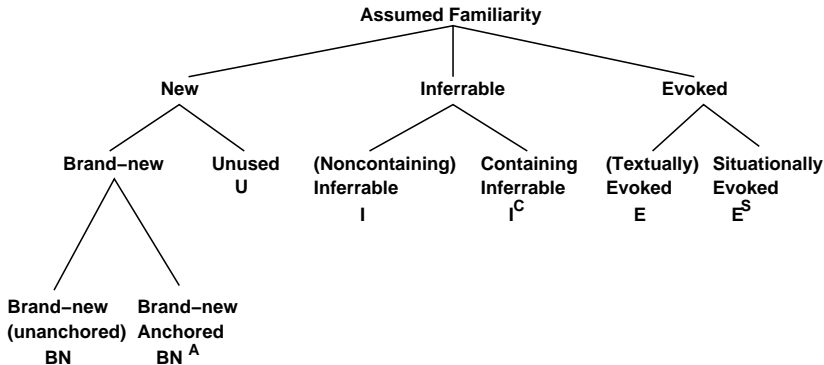 Assumed Familiarity
New Inferrable Evoked
Brand-new Unused (Noncontaining) Containing (Textually) Situationally
U Inferrable Inferrable Evoked Evoked
I I^C E E^S
Brand-new Brand-new
(unanchored) Anchored
BN BN^A